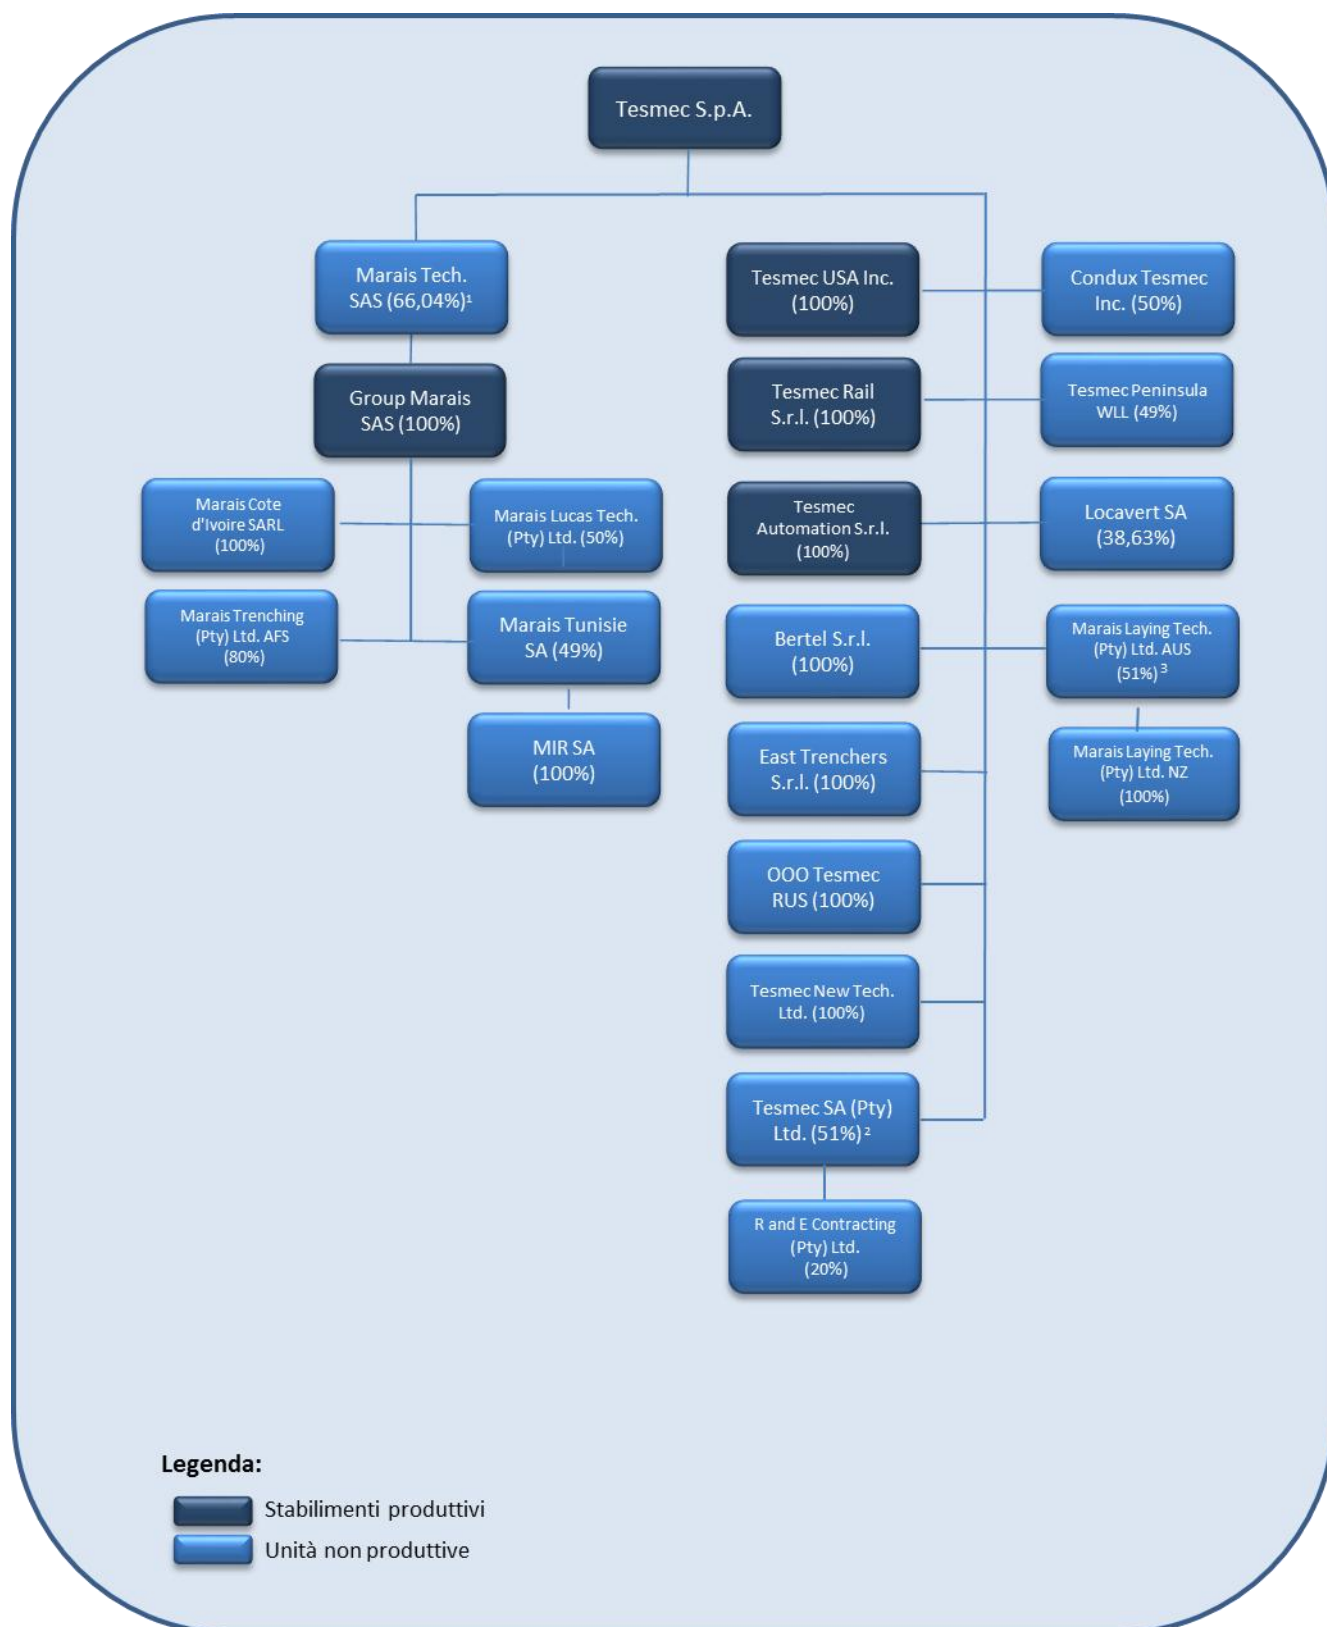 Tesmec S.p.A.
Marais Tech.
SAS (66,04%)¹
Group Marais
SAS (100%)
Marais Cote
d'Ivoire SARL
(100%)
Marais Lucas Tech.
(Pty) Ltd. (50%)
Marais Trenching
(Pty) Ltd. AFS
(80%)
Marais Tunisie
SA (49%)
MIR SA
(100%)
Tesmec USA Inc.
(100%)
Condux Tesmec
Inc. (50%)
Tesmec Rail
S.r.l. (100%)
Tesmec Peninsula
WLL (49%)
Tesmec
Automation S.r.l.
(100%)
Locavert SA
(38,63%)
Bertel S.r.l.
(100%)
Marais Laying Tech.
(Pty) Ltd. AUS
(51%) ³
East Trenchers
S.r.l. (100%)
Marais Laying Tech.
(Pty) Ltd. NZ
(100%)
OOO Tesmec
RUS (100%)
Tesmec New Tech.
Ltd. (100%)
Tesmec SA (Pty)
Ltd. (51%)²
R and E Contracting
(Pty) Ltd.
(20%)
Legenda:
Stabilimenti produttivi
Unità non produttive